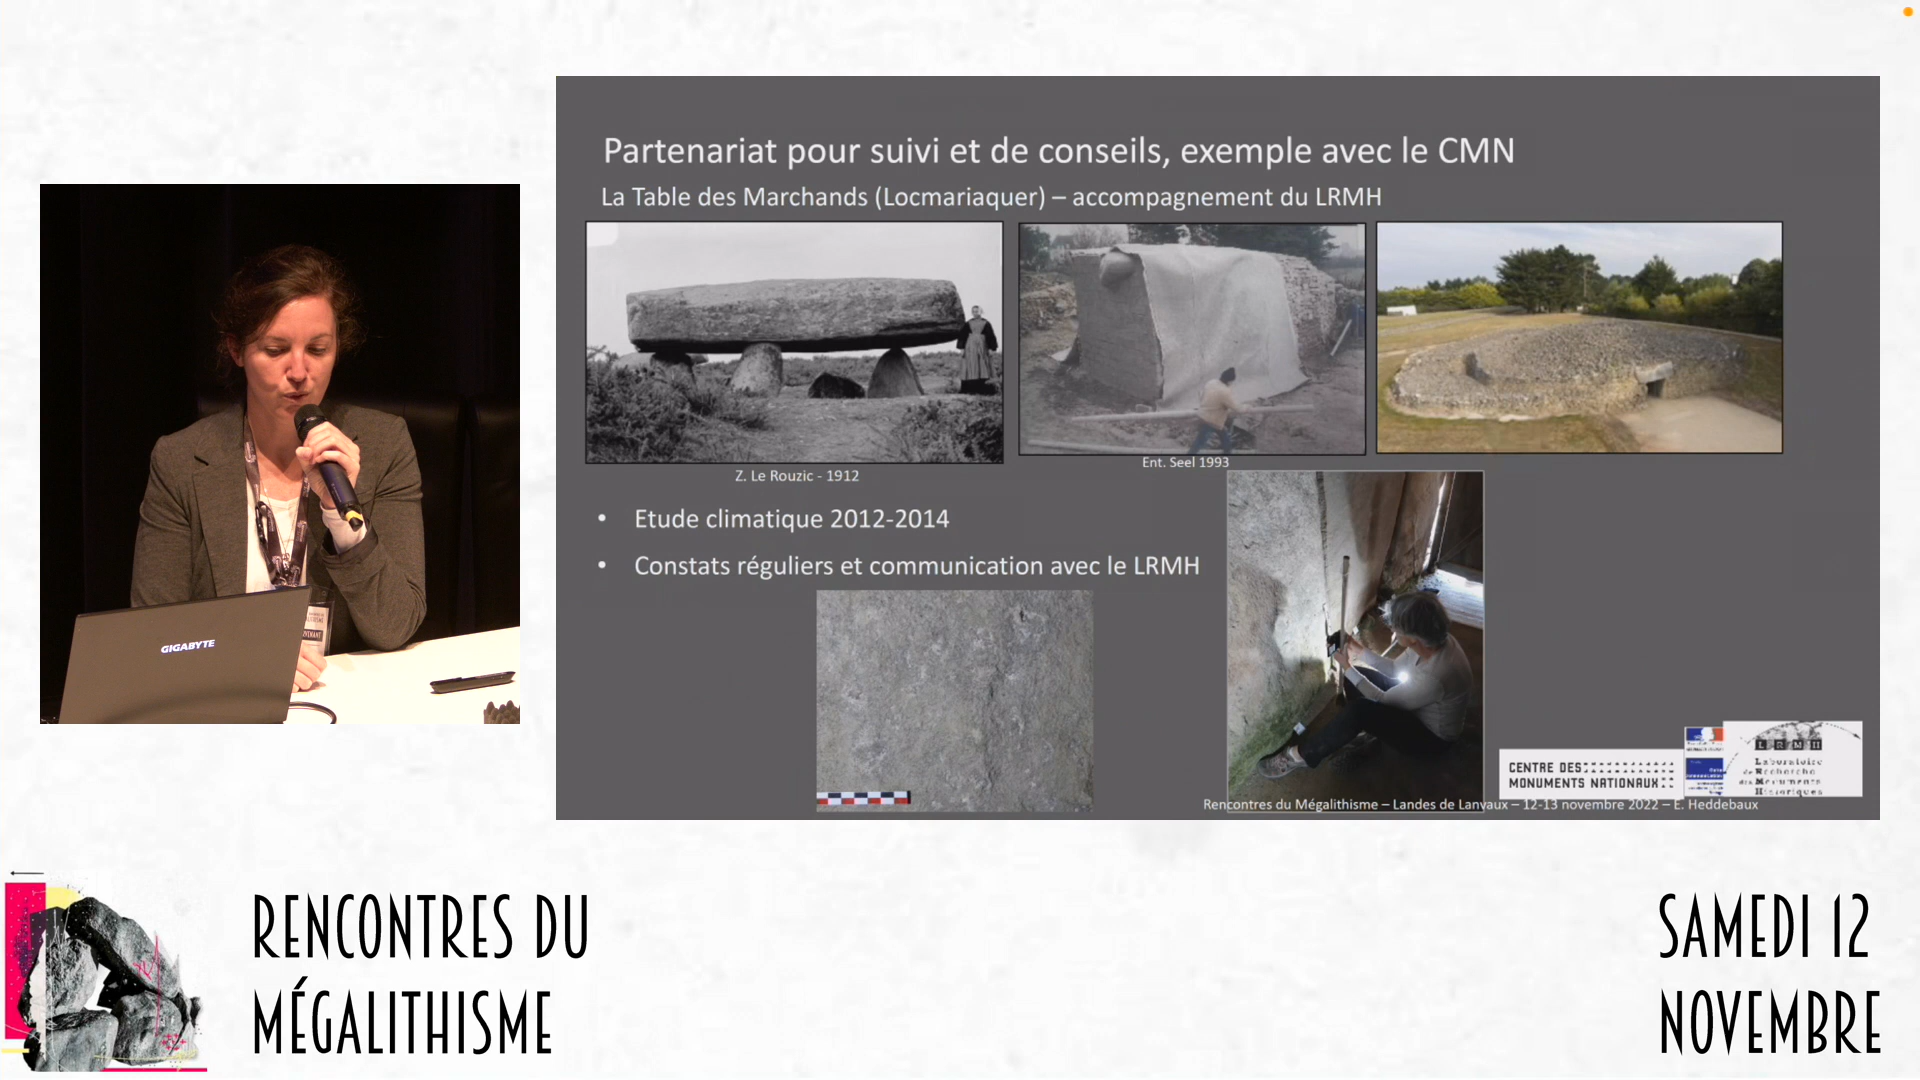 Partenariat pour suivi et de conseils, exemple avec le CMN
La Table des Marchands (Locmariaquer) – accompagnement du LRMH
Z. Le Rouzic - 1912
Ent. Seel 1993
• Etude climatique 2012-2014
• Constats réguliers et communication avec le LRMH
GIGABYTE
CENTRE DES
MONUMENTS NATIONAUX
L R M H
Laboratoire
de Recherche
des Monuments
Historiques
Rencontres du Mégalithisme – Landes de Lanvaux – 12-13 novembre 2022 – E. Heddebaux
RENCONTRES DU
MÉGALITHISME
SAMEDI 12
NOVEMBRE